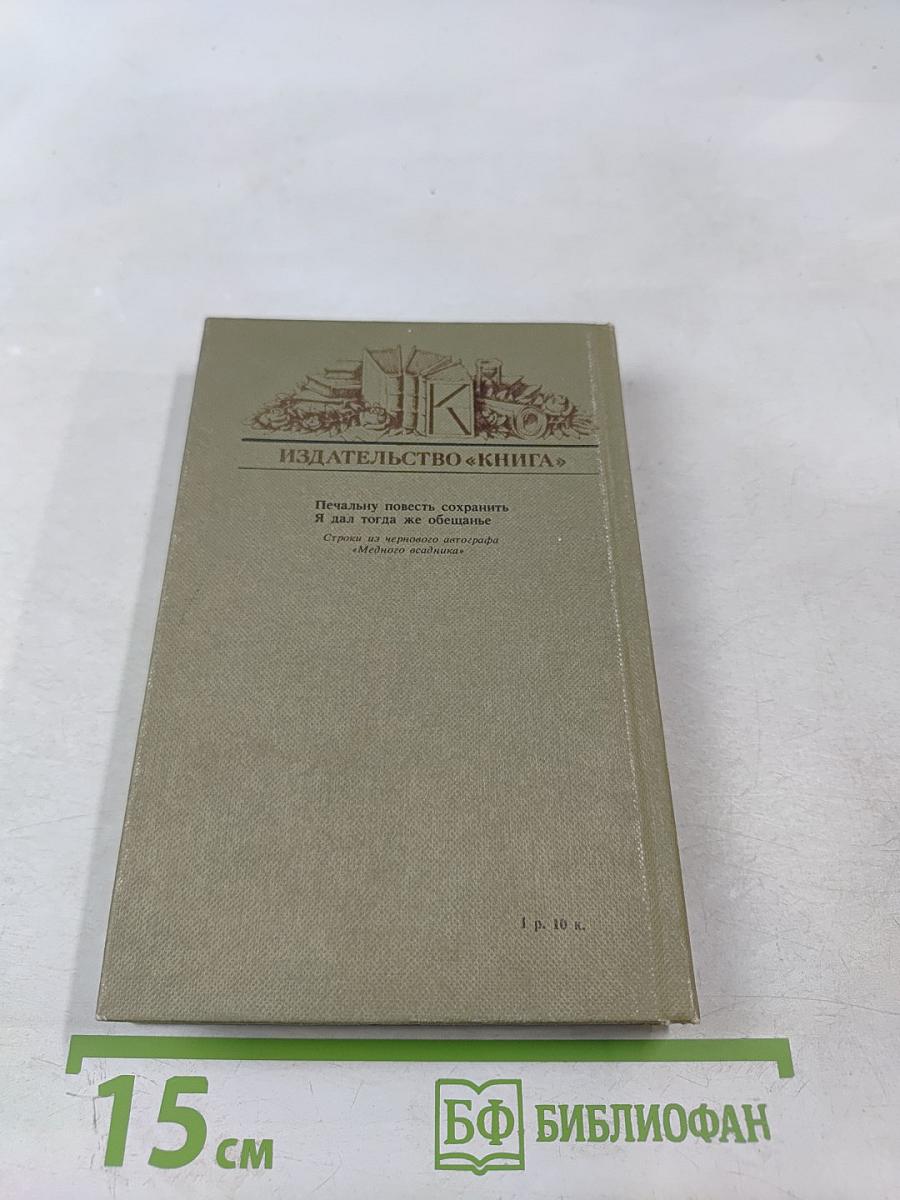 К
ИЗДАТЕЛЬСТВО «КНИГА»
Печальну повесть сохранить
Я дал тогда же обещанье
Строки из чернового автографа
«Медного всадника»
1 р. 10 к.
15 см
БФ БИБЛИОФАН